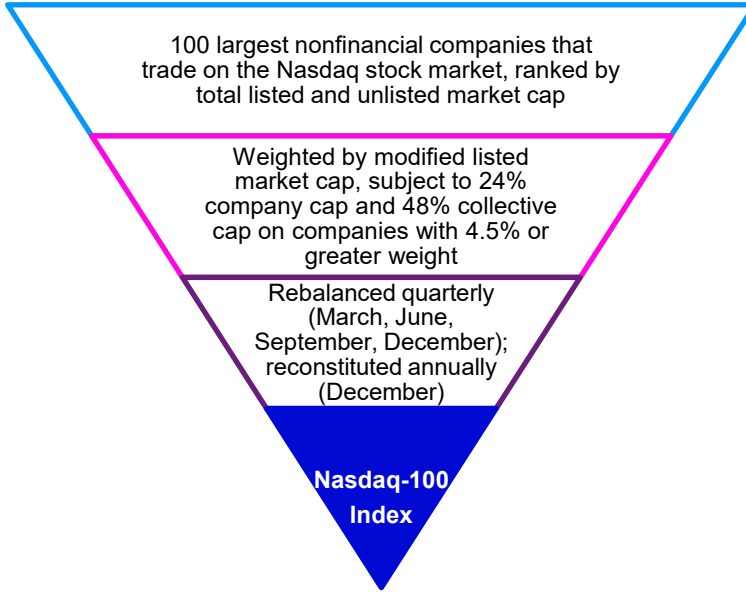 100 largest nonfinancial companies that
trade on the Nasdaq stock market, ranked by
total listed and unlisted market cap
Weighted by modified listed
market cap, subject to 24%
company cap and 48% collective
cap on companies with 4.5% or
greater weight
Rebalanced quarterly
(March, June,
September, December);
reconstituted annually
(December)
Nasdaq-100
Index